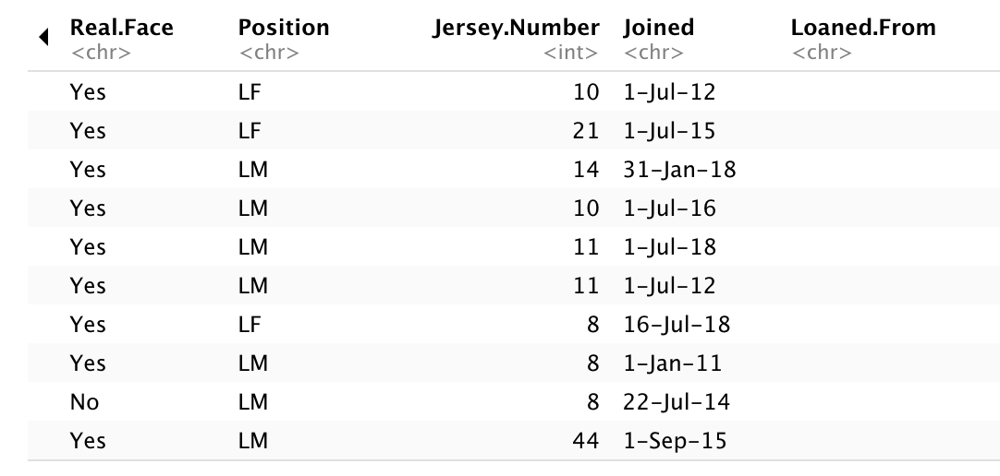 Real.Face Position Jersey.Number Joined Loaned.From
<chr> <chr> <int> <chr> <chr>
Yes LF 10 1-Jul-12
Yes LF 21 1-Jul-15
Yes LM 14 31-Jan-18
Yes LM 10 1-Jul-16
Yes LM 11 1-Jul-18
Yes LM 11 1-Jul-12
Yes LF 8 16-Jul-18
Yes LM 8 1-Jan-11
No LM 8 22-Jul-14
Yes LM 44 1-Sep-15